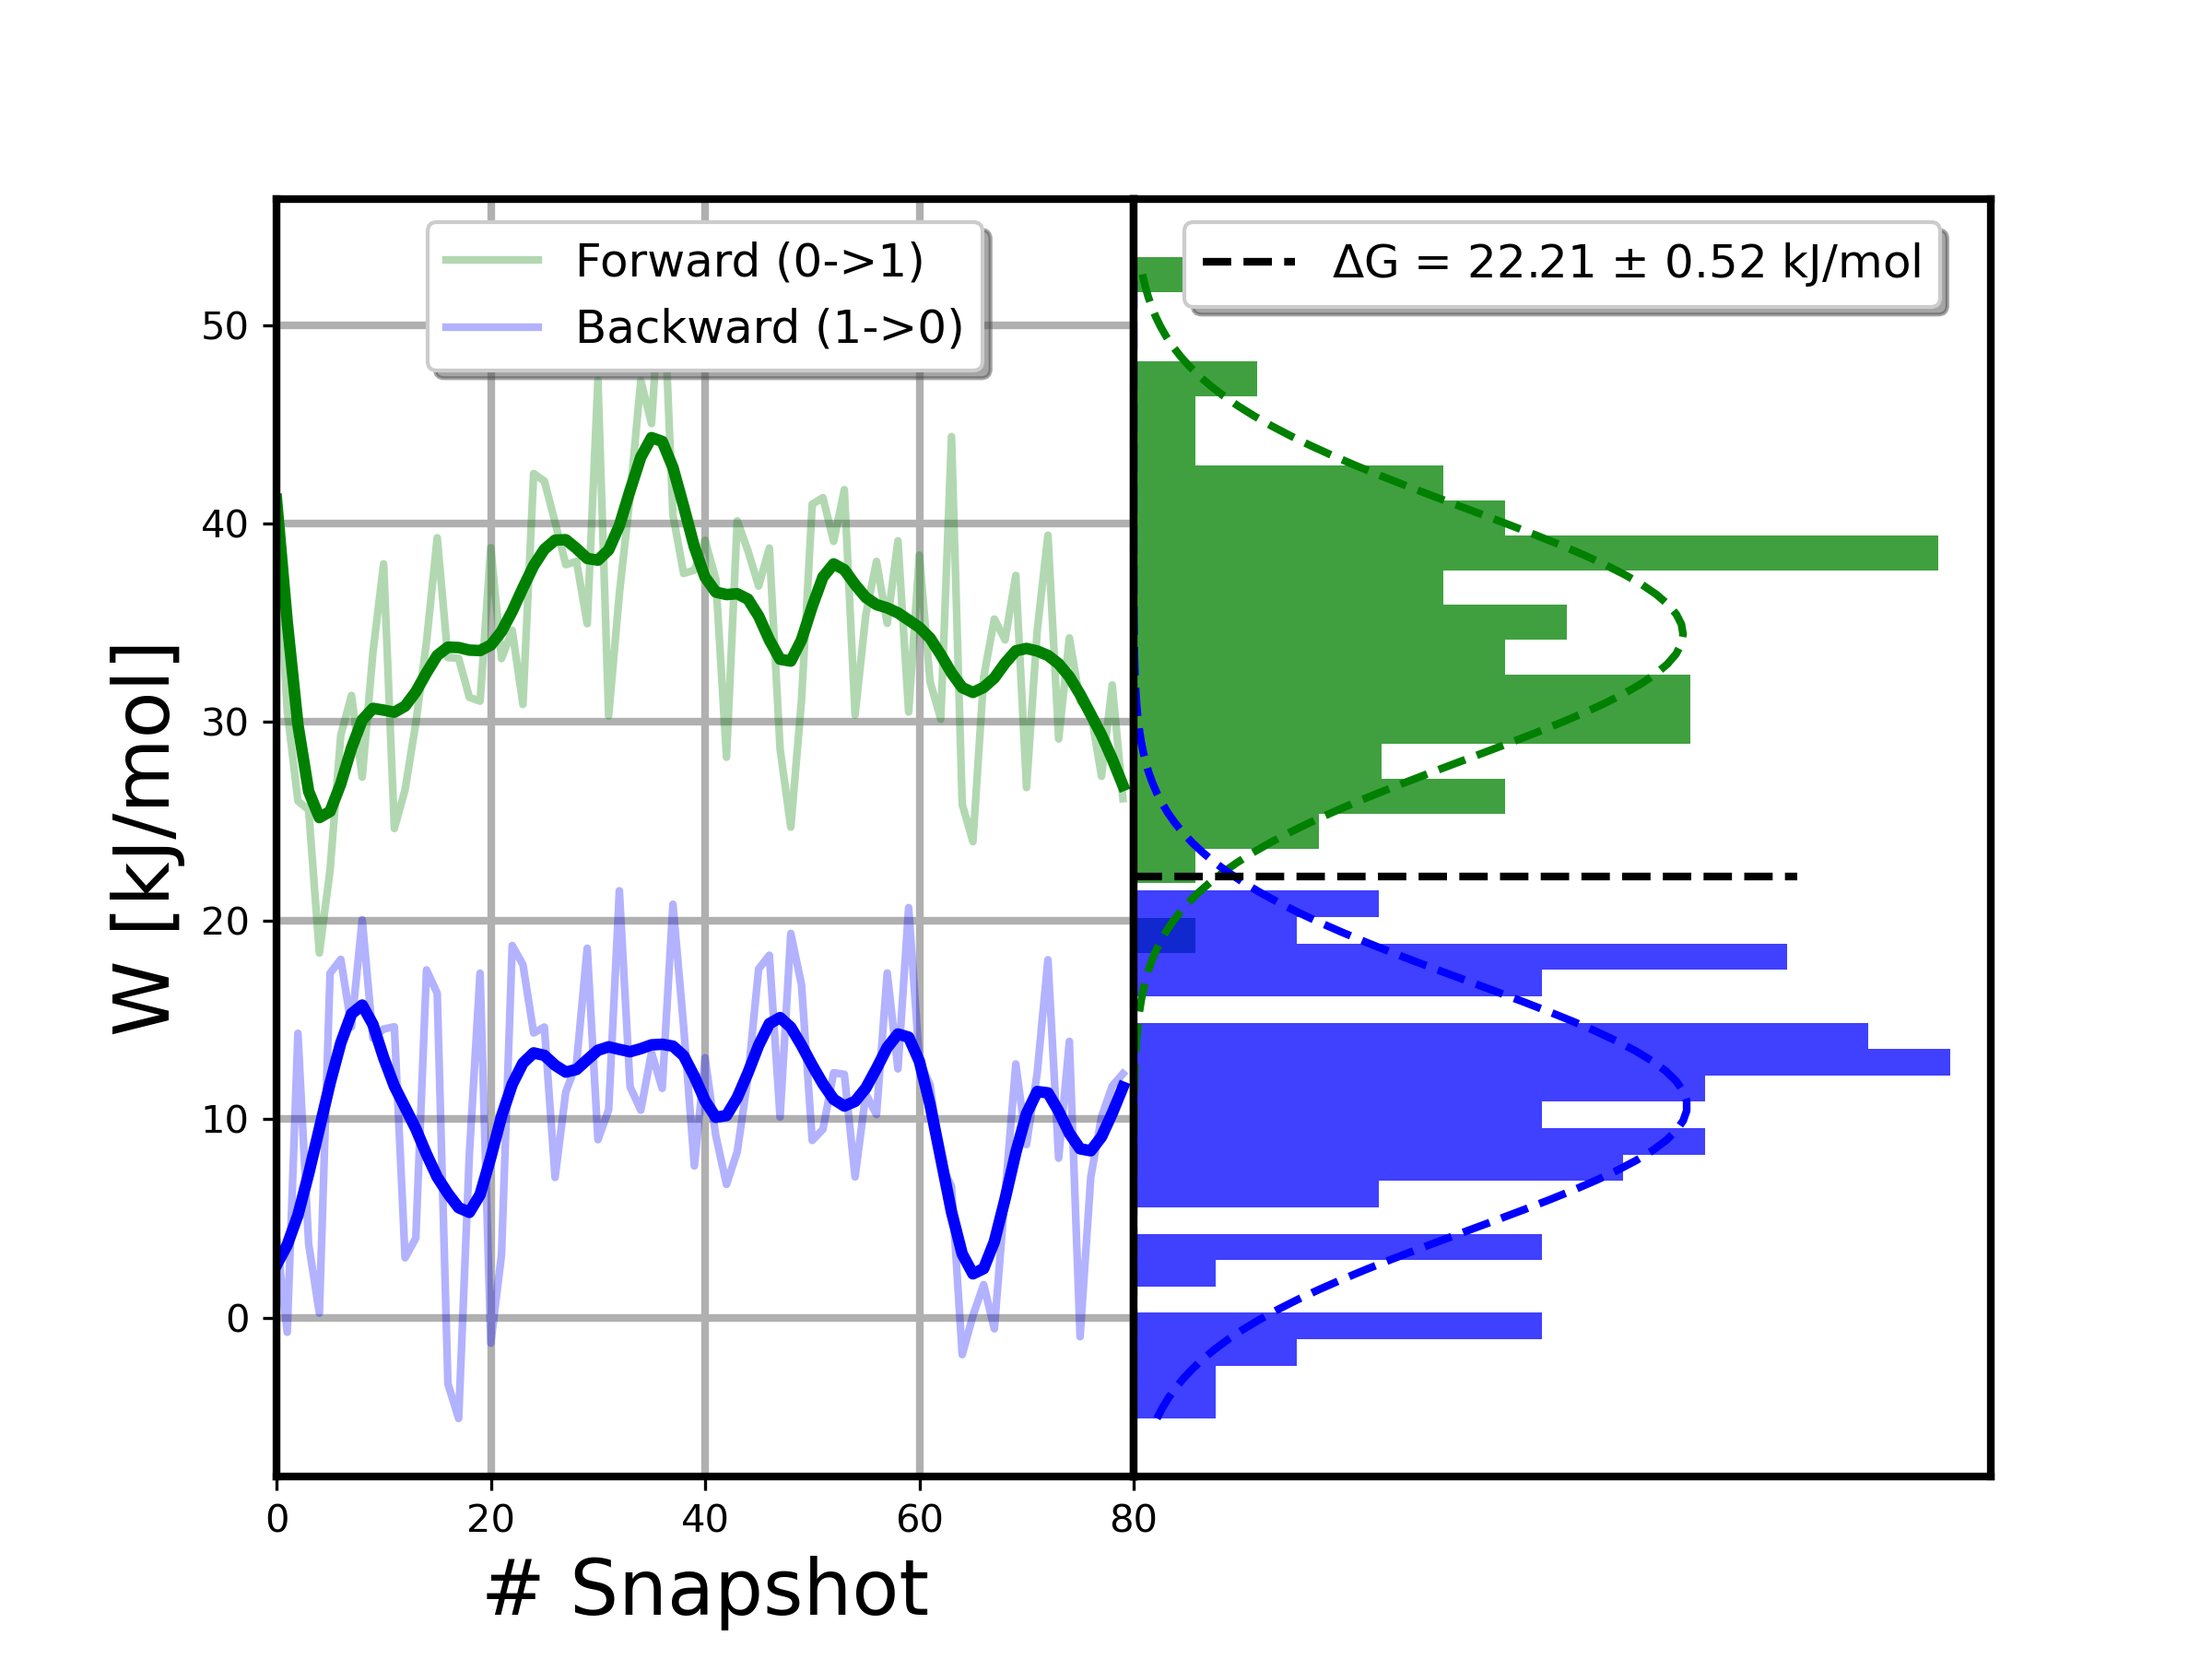 Forward (0->1)
Backward (1->0)
ΔG = 22.21 ± 0.52 kJ/mol
W [kJ/mol]
50
40
30
20
10
0
0 20 40 60 80
# Snapshot